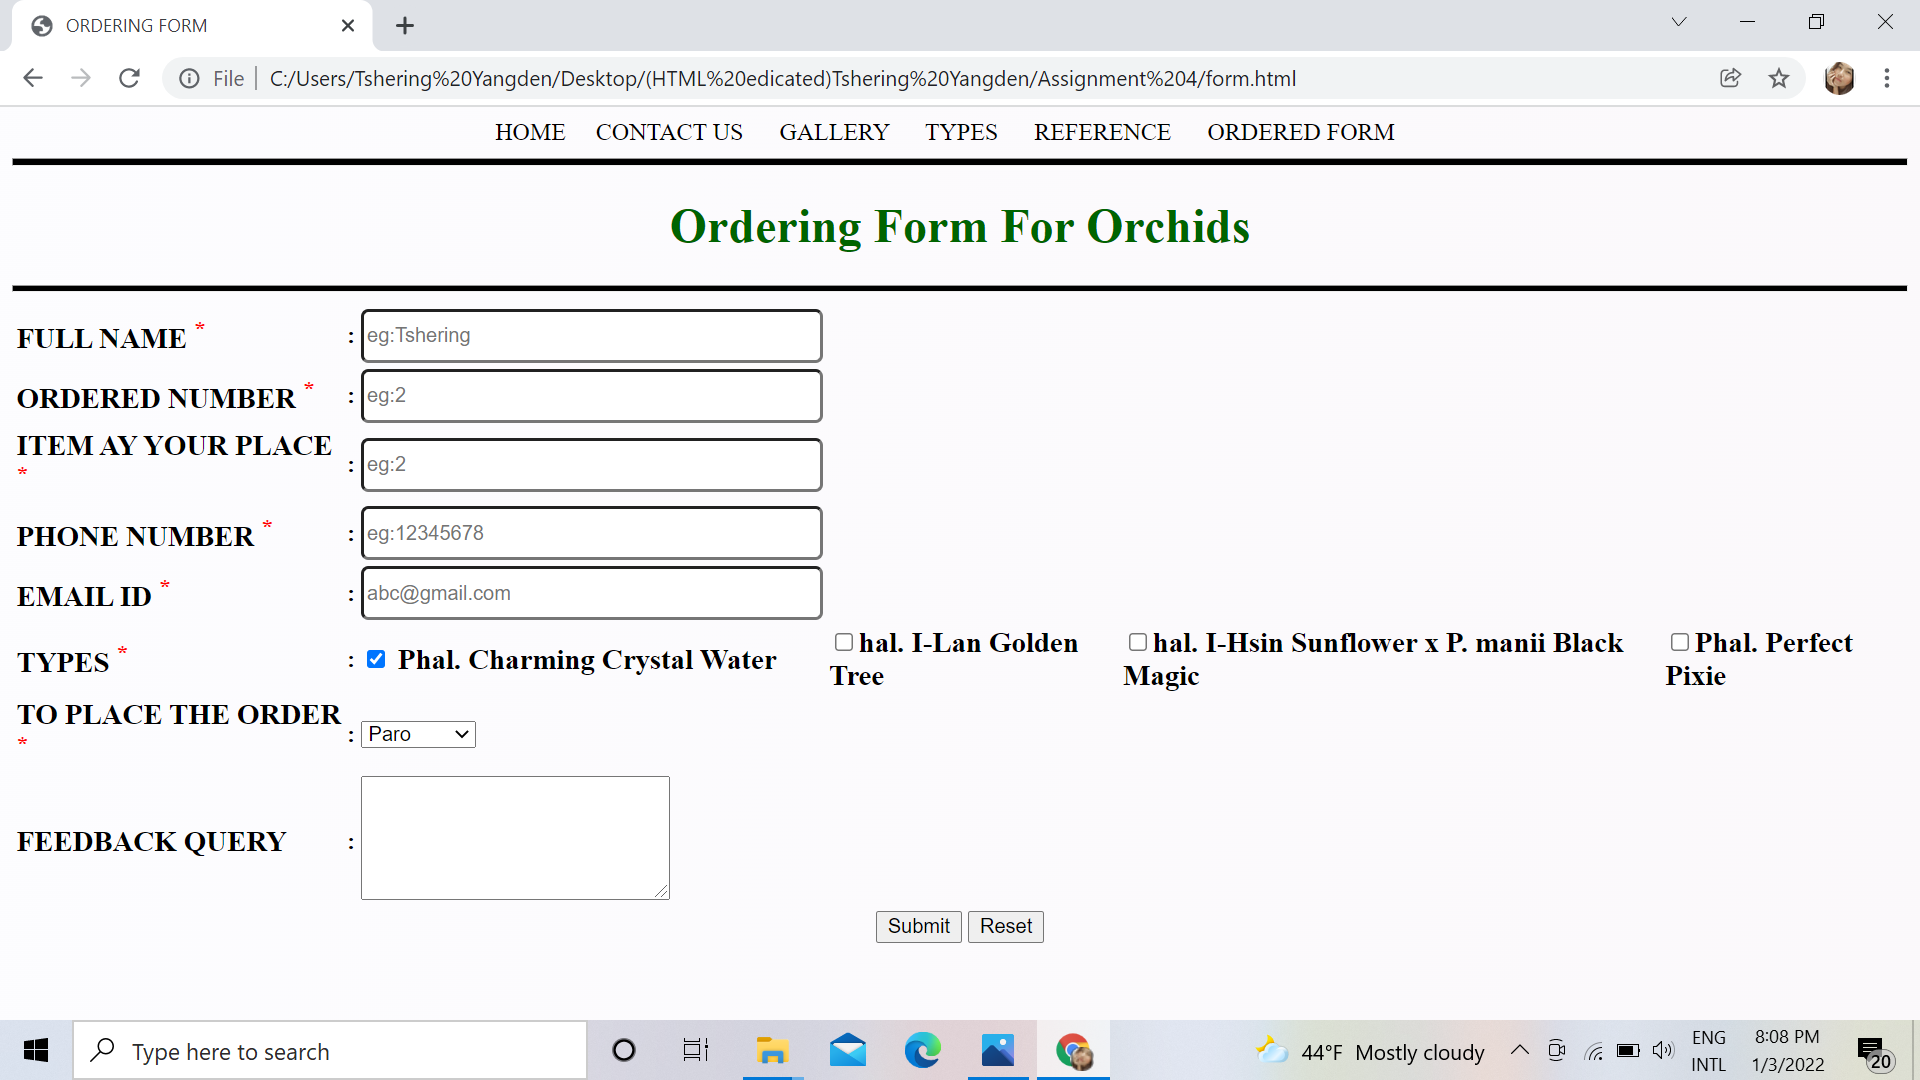 ORDERING FORM
File C:/Users/Tshering%20Yangden/Desktop/(HTML%20edicated)Tshering%20Yangden/Assignment%204/form.html
HOME CONTACT US GALLERY TYPES REFERENCE ORDERED FORM
Ordering Form For Orchids
FULL NAME * : eg:Tshering
ORDERED NUMBER * : eg:2
ITEM AY YOUR PLACE
* : eg:2
PHONE NUMBER * : eg:12345678
EMAIL ID * : abc@gmail.com
TYPES * : Phal. Charming Crystal Water
hal. I-Lan Golden
Tree
hal. I-Hsin Sunflower x P. manii Black
Magic
Phal. Perfect
Pixie
TO PLACE THE ORDER
* : Paro
FEEDBACK QUERY :
Submit Reset
Type here to search
44°F Mostly cloudy
ENG
INTL
8:08 PM
1/3/2022
20